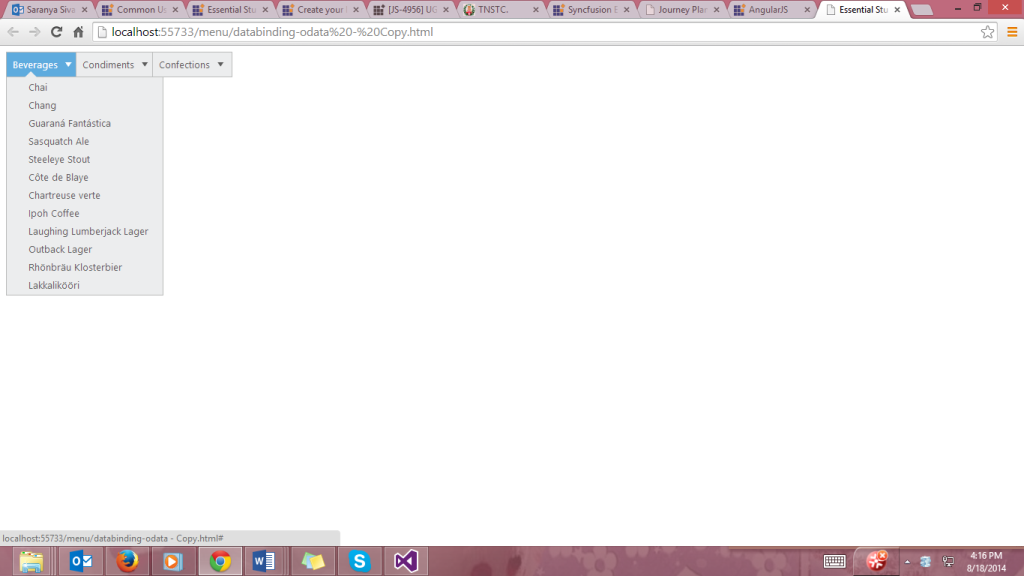 Saranya Siva
Common Us
Essential Stu
Create your
[JS-4956] UG
TNSTC.
Syncfusion E
Journey Plan
AngularJS
Essential Stu
localhost:55733/menu/databinding-odata%20-%20Copy.html
Beverages
Condiments
Confections
Chai
Chang
Guaraná Fantástica
Sasquatch Ale
Steeleye Stout
Côte de Blaye
Chartreuse verte
Ipoh Coffee
Laughing Lumberjack Lager
Outback Lager
Rhönbräu Klosterbier
Lakkalikööri
localhost:55733/menu/databinding-odata - Copy.html#
4:16 PM
8/18/2014